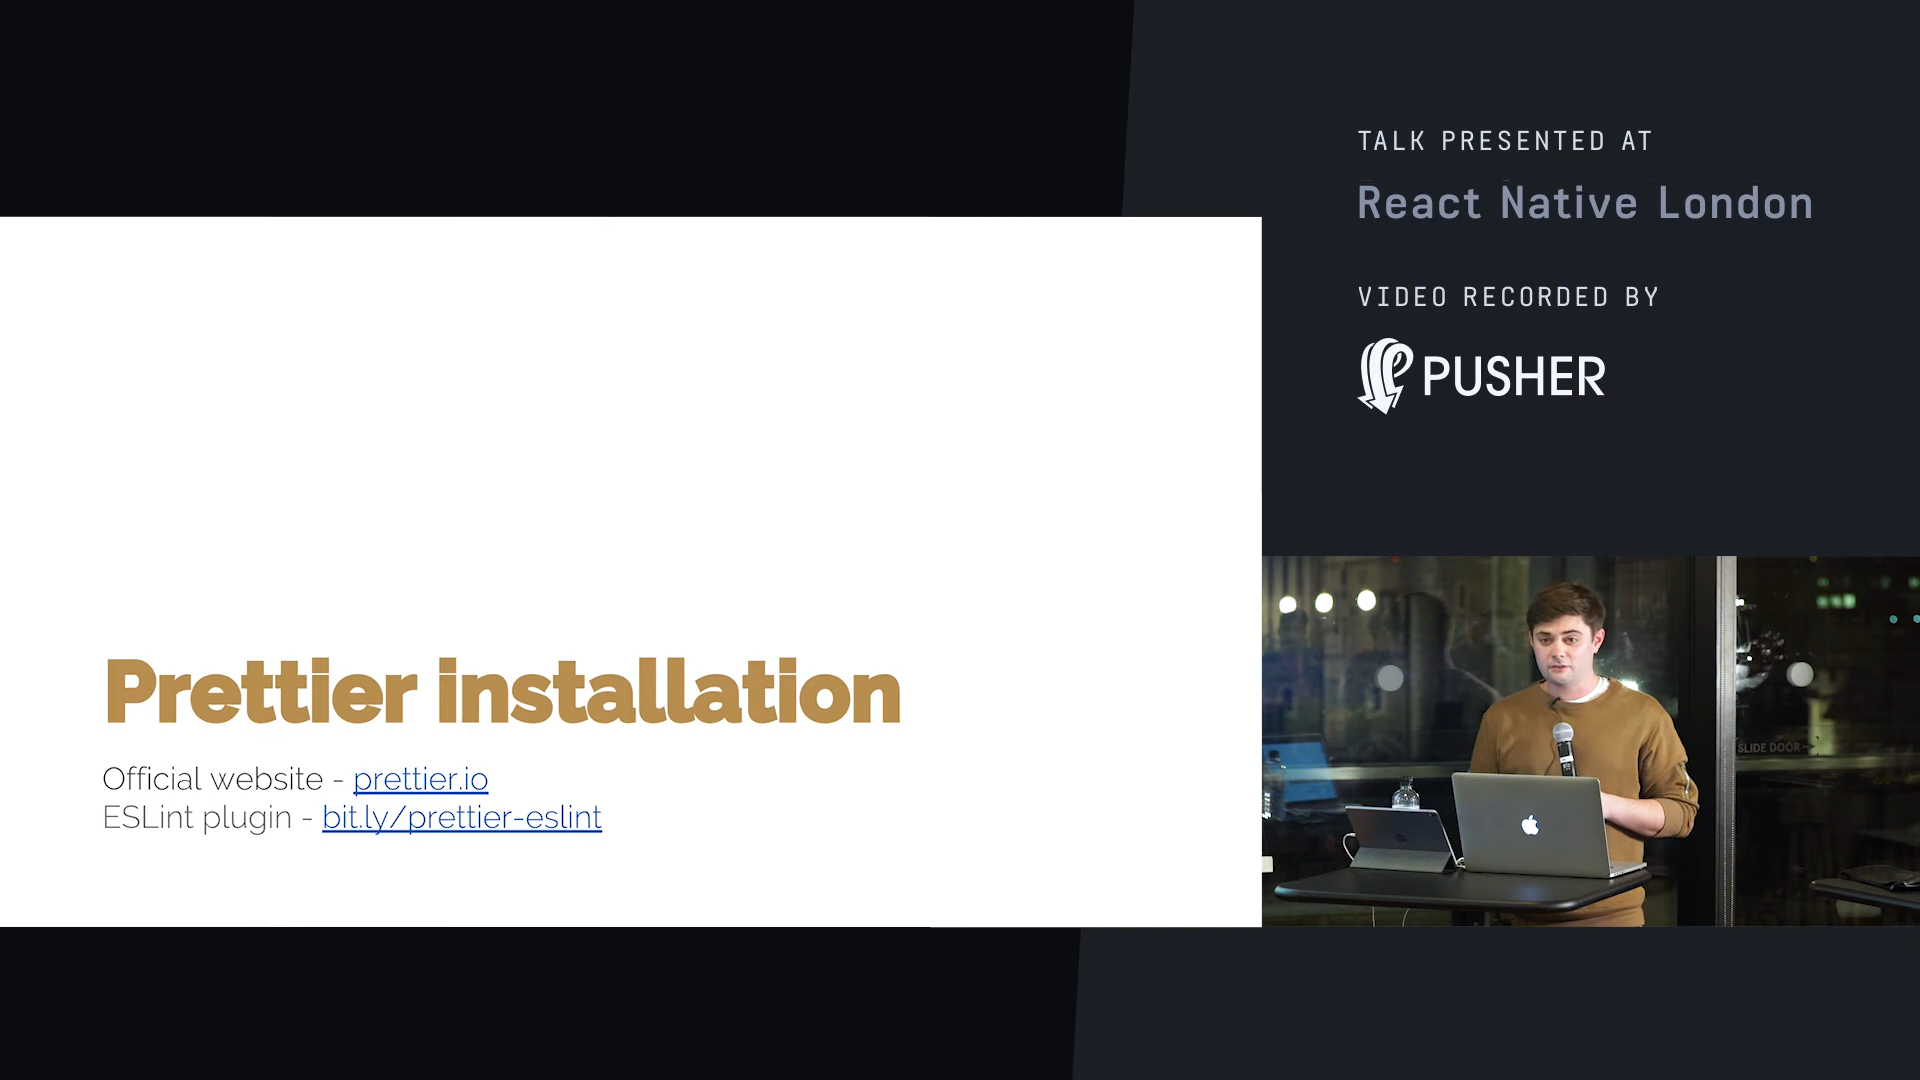 TALK PRESENTED AT
React Native London
VIDEO RECORDED BY
PUSHER
Prettier installation
Official website - prettier.io
ESLint plugin - bit.ly/prettier-eslint
SLIDE DOOR